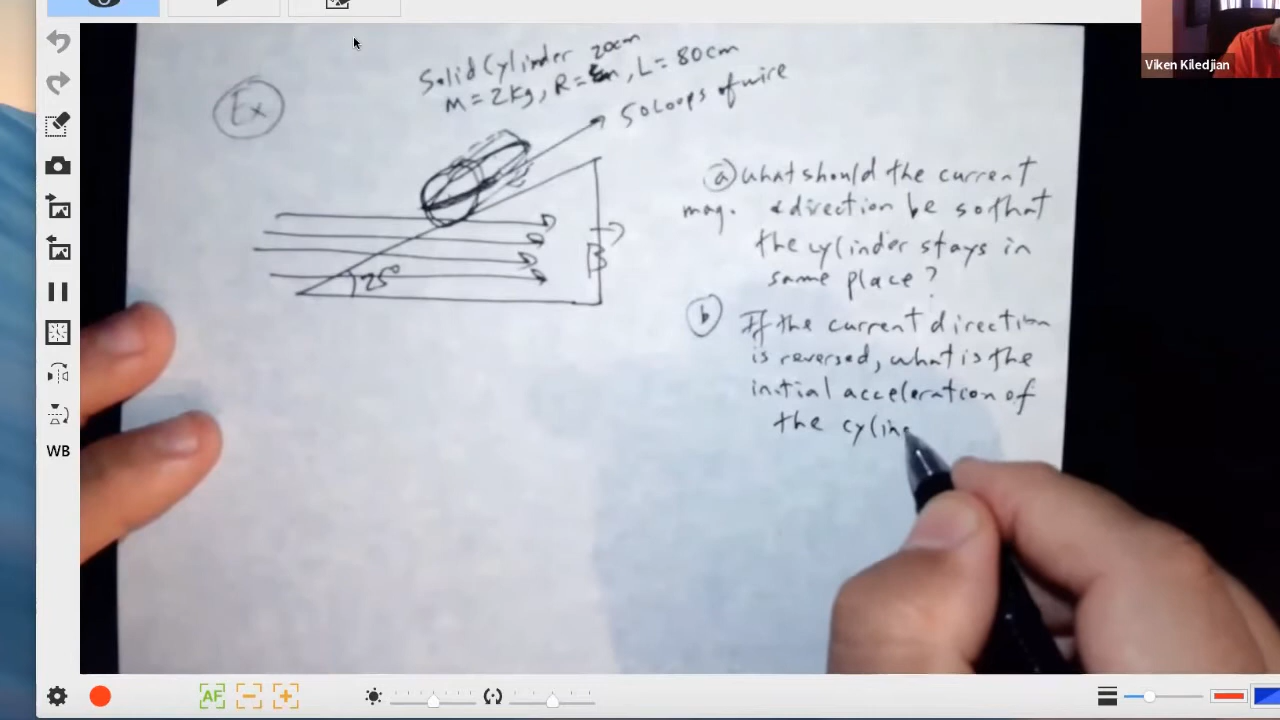 Viken Kiledjian
Ex
Solid Cylinder 20cm
M = 2kg, R = , L = 80cm
50 Loops of wire
25°
B
a What should the current
mag. & direction be so that
the cylinder stays in
same place?
b If the current direction
is reversed, what is the
initial acceleration of
the cylin
WB
AF